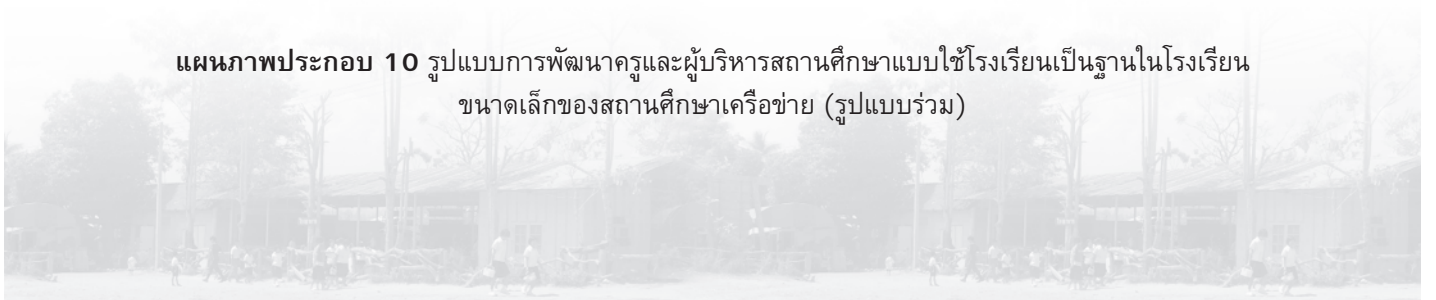 แผนภาพประกอบ 10 รูปแบบการพัฒนาครูและผู้บริหารสถานศึกษาแบบใช้โรงเรียนเป็นฐานในโรงเรียน
ขนาดเล็กของสถานศึกษาเครือข่าย (รูปแบบร่วม)